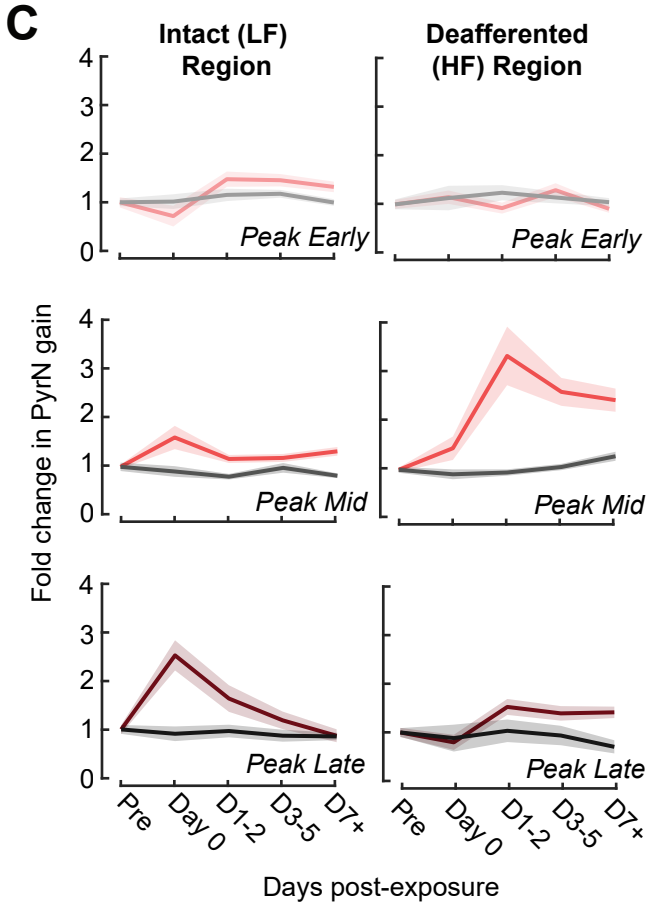 C
Intact (LF)
Region
Deafferented
(HF) Region
Fold change in PyrN gain
4
3
2
1
0
Peak Early
Peak Early
4
3
2
1
0
Peak Mid
Peak Mid
4
3
2
1
0
Peak Late
Peak Late
Pre
Day 0
D1-2
D3-5
D7+
Pre
Day 0
D1-2
D3-5
D7+
Days post-exposure